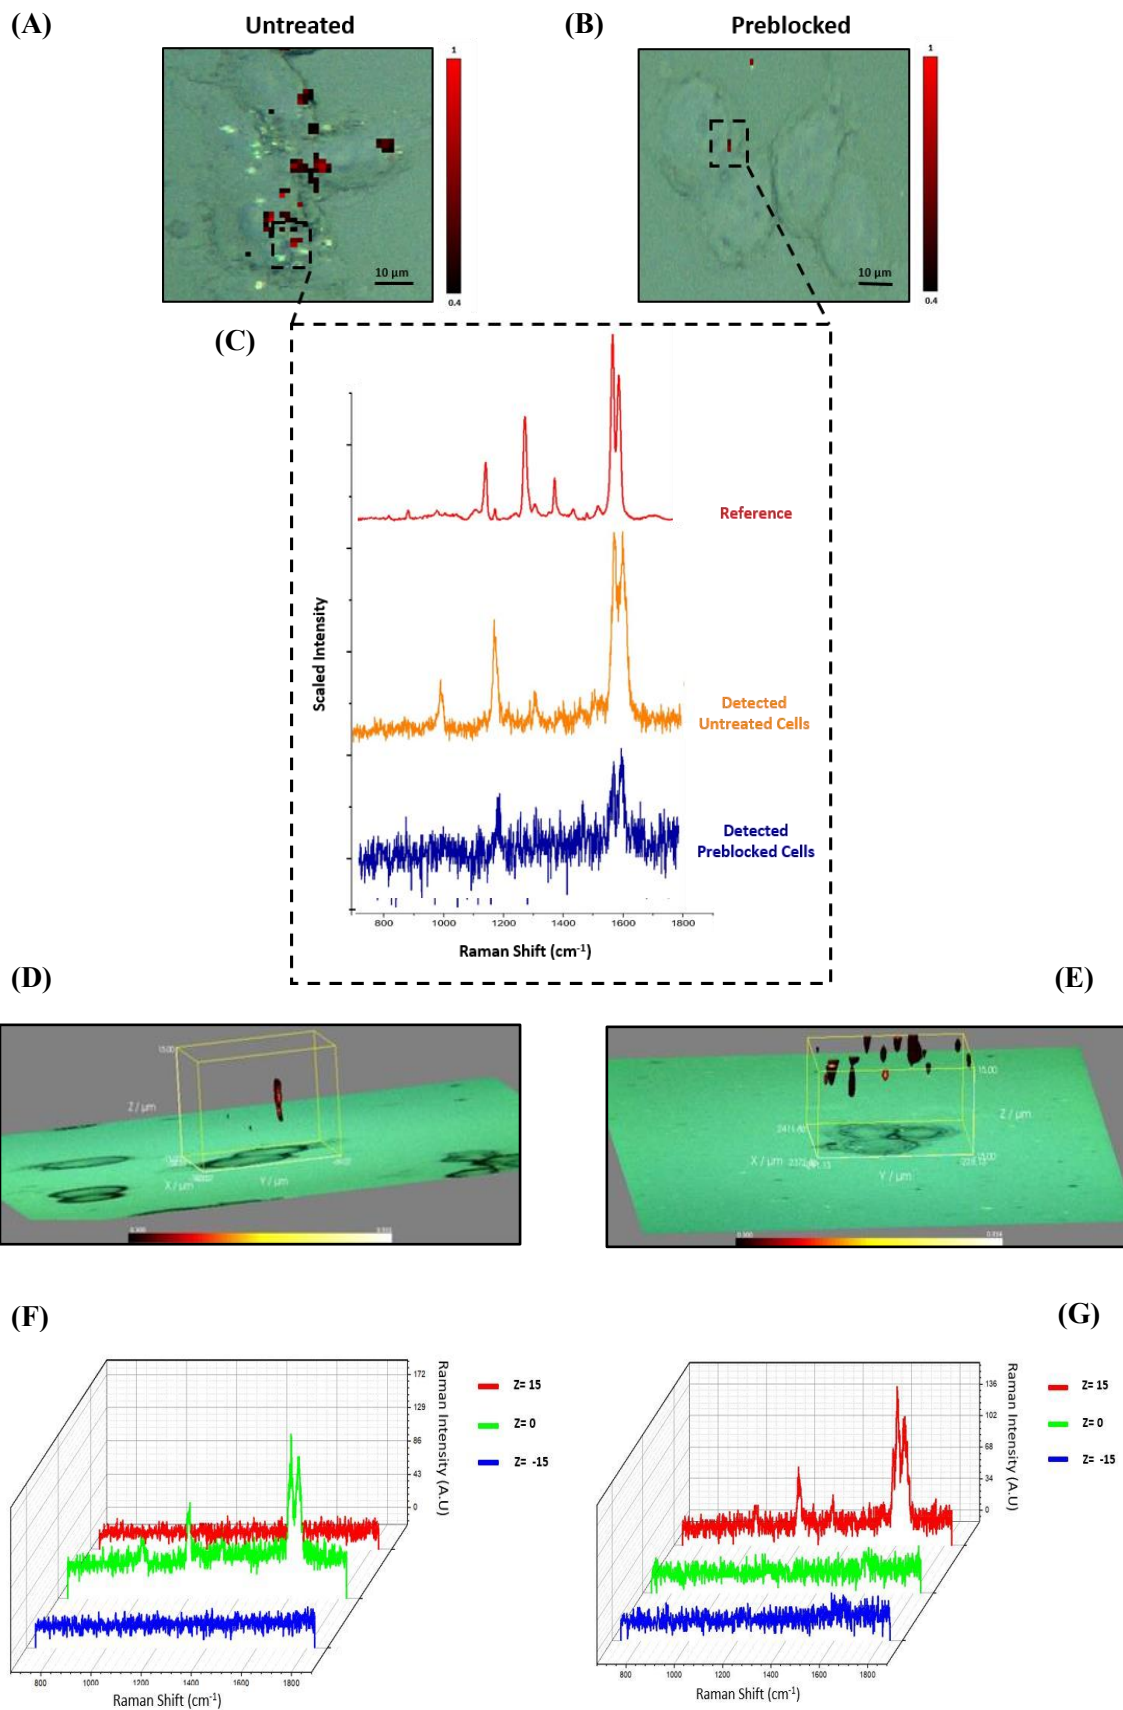 (A)
Untreated
(B)
Preblocked
1
0.4
10 µm
1
0.4
10 µm
(C)
Scaled Intensity
Reference
Detected
Untreated Cells
Detected
Preblocked Cells
800 1000 1200 1400 1600 1800
Raman Shift (cm-1)
(D)
(E)
15.00
Z / µm
X / µm
Y / µm
15.00
Z / µm
X / µm
Y / µm
(F)
(G)
172
129
86
43
0
Raman Intensity (A.U)
Z= 15
Z= 0
Z= -15
800 1000 1200 1400 1600 1800
Raman Shift (cm-1)
136
102
68
34
0
Raman Intensity (A.U)
Z= 15
Z= 0
Z= -15
800 1000 1200 1400 1600 1800
Raman Shift (cm-1)